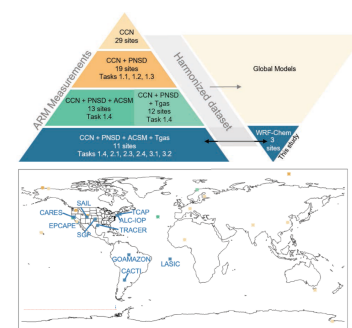 CCN
29 sites
CCN + PNSD
19 sites
Tasks 1.1, 1.2, 1.3
CCN + PNSD + ACSM
13 sites
Task 1.4
CCN + PNSD
+ Tgas
12 sites
Task 1.4
CCN + PNSD + ACSM + Tgas
11 sites
Tasks 1.4, 2.1, 2.3, 2.4, 3.1, 3.2
ARM Measurements
Harmonized dataset
Global Models
WRF-Chem
3
sites
This study
SAIL
CARES
EPCAPE
SGP
TCAP
ALC-IOP
TRACER
GOAMAZON
LASIC
CACTI